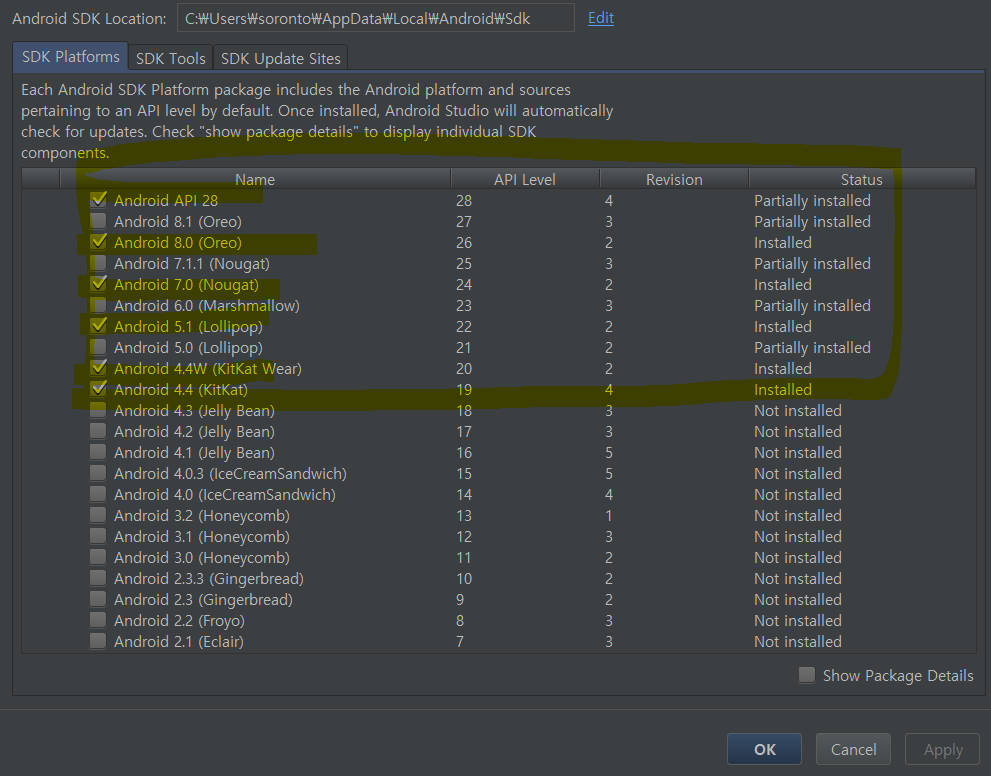 Android SDK Location: C:₩Users₩soronto₩AppData₩Local₩Android₩Sdk Edit
SDK Platforms SDK Tools SDK Update Sites
Each Android SDK Platform package includes the Android platform and sources
pertaining to an API level by default. Once installed, Android Studio will automatically
check for updates. Check "show package details" to display individual SDK
components.
Name API Level Revision Status
Android API 28 28 4 Partially installed
Android 8.1 (Oreo) 27 3 Partially installed
Android 8.0 (Oreo) 26 2 Installed
Android 7.1.1 (Nougat) 25 3 Partially installed
Android 7.0 (Nougat) 24 2 Installed
Android 6.0 (Marshmallow) 23 3 Partially installed
Android 5.1 (Lollipop) 22 2 Installed
Android 5.0 (Lollipop) 21 2 Partially installed
Android 4.4W (KitKat Wear) 20 2 Installed
Android 4.4 (KitKat) 19 4 Installed
Android 4.3 (Jelly Bean) 18 3 Not installed
Android 4.2 (Jelly Bean) 17 3 Not installed
Android 4.1 (Jelly Bean) 16 5 Not installed
Android 4.0.3 (IceCreamSandwich) 15 5 Not installed
Android 4.0 (IceCreamSandwich) 14 4 Not installed
Android 3.2 (Honeycomb) 13 1 Not installed
Android 3.1 (Honeycomb) 12 3 Not installed
Android 3.0 (Honeycomb) 11 2 Not installed
Android 2.3.3 (Gingerbread) 10 2 Not installed
Android 2.3 (Gingerbread) 9 2 Not installed
Android 2.2 (Froyo) 8 3 Not installed
Android 2.1 (Eclair) 7 3 Not installed
Show Package Details
OK Cancel Apply